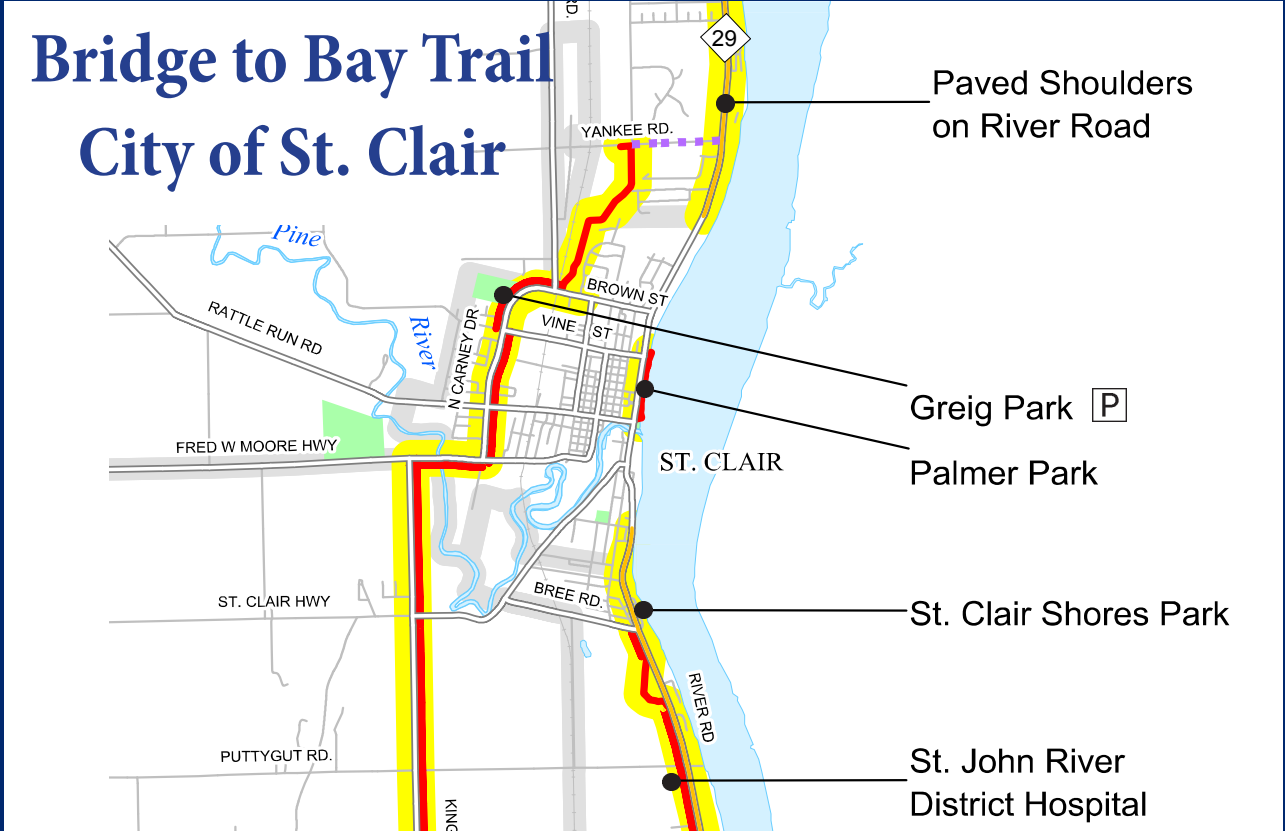 Bridge to Bay Trail
City of St. Clair
RD.
29
Paved Shoulders
on River Road
YANKEE RD.
Pine
River
RATTLE RUN RD
N CARNEY DR.
BROWN ST
VINE ST
Greig Park P
Palmer Park
FRED W MOORE HWY
ST. CLAIR
ST. CLAIR HWY
BREE RD.
St. Clair Shores Park
RIVER RD
PUTTYGUT RD.
St. John River
District Hospital
KING